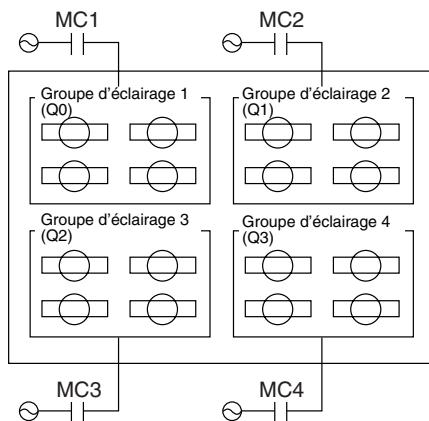 MC1
MC2
Groupe d'éclairage 1
(Q0)
Groupe d'éclairage 2
(Q1)
Groupe d'éclairage 3
(Q2)
Groupe d'éclairage 4
(Q3)
MC3
MC4